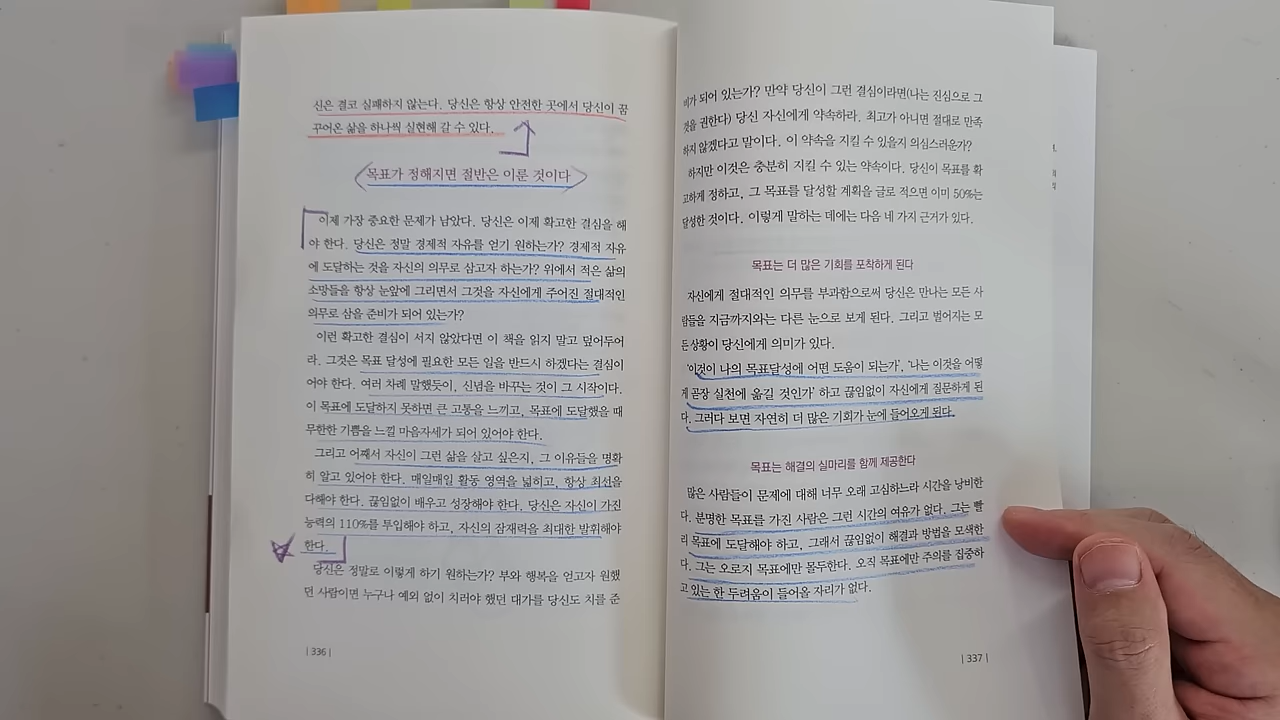 신은 결코 실패하지 않는다. 당신은 항상 안전한 곳에서 당신이 꿈
꾸어온 삶을 하나씩 실현해 갈 수 있다.
목표가 정해지면 절반은 이룬 것이다
이제 가장 중요한 문제가 남았다. 당신은 이제 확고한 결심을 해
야 한다. 당신은 정말 경제적 자유를 얻기 원하는가? 경제적 자유
에 도달하는 것을 자신의 의무로 삼고자 하는가? 위에서 적은 삶의
소망들을 항상 눈앞에 그리면서 그것을 자신에게 주어진 절대적인
의무로 삼을 준비가 되어 있는가?
이런 확고한 결심이 서지 않았다면 이 책을 읽지 말고 덮어두어
라. 그것은 목표 달성에 필요한 모든 일을 반드시 하겠다는 결심이
어야 한다. 여러 차례 말했듯이, 신념을 바꾸는 것이 그 시작이다.
이 목표에 도달하지 못하면 큰 고통을 느끼고, 목표에 도달했을 때
무한한 기쁨을 느낄 마음자세가 되어 있어야 한다.
그리고 어째서 자신이 그런 삶을 살고 싶은지, 그 이유들을 명확
히 알고 있어야 한다. 매일매일 활동 영역을 넓히고, 항상 최선을
다해야 한다. 끊임없이 배우고 성장해야 한다. 당신은 자신이 가진
능력의 110%를 투입해야 하고, 자신의 잠재력을 최대한 발휘해야
한다.
당신은 정말로 이렇게 하기 원하는가? 부와 행복을 얻고자 원했
던 사람이면 누구나 예외 없이 치러야 했던 대가를 당신도 치를 준
|336|
비가 되어 있는가? 만약 당신이 그런 결심이라면(나는 진심으로 그
것을 권한다) 당신 자신에게 약속하라. 최고가 아니면 절대로 만족
하지 않겠다고 말이다. 이 약속을 지킬 수 있을지 의심스러운가?
하지만 이것은 충분히 지킬 수 있는 약속이다. 당신이 목표를 확
고하게 정하고, 그 목표를 달성할 계획을 글로 적으면 이미 50%는
달성한 것이다. 이렇게 말하는 데에는 다음 네 가지 근거가 있다.
목표는 더 많은 기회를 포착하게 된다
자신에게 절대적인 의무를 부과함으로써 당신은 만나는 모든 사
람들을 지금까지와는 다른 눈으로 보게 된다. 그리고 벌어지는 모
든 상황이 당신에게 의미가 있다.
'이것이 나의 목표달성에 어떤 도움이 되는가', '나는 이것을 어떻
게 곧장 실천에 옮길 것인가' 하고 끊임없이 자신에게 질문하게 된
다. 그러다 보면 자연히 더 많은 기회가 눈에 들어오게 된다.
목표는 해결의 실마리를 함께 제공한다
많은 사람들이 문제에 대해 너무 오래 고심하느라 시간을 낭비한
다. 분명한 목표를 가진 사람은 그런 시간의 여유가 없다. 그는 빨
리 목표에 도달해야 하고, 그래서 끊임없이 해결과 방법을 모색한
다. 그는 오로지 목표에만 몰두한다. 오직 목표에만 주의를 집중하
고 있는 한 두려움이 들어올 자리가 없다.
|337|